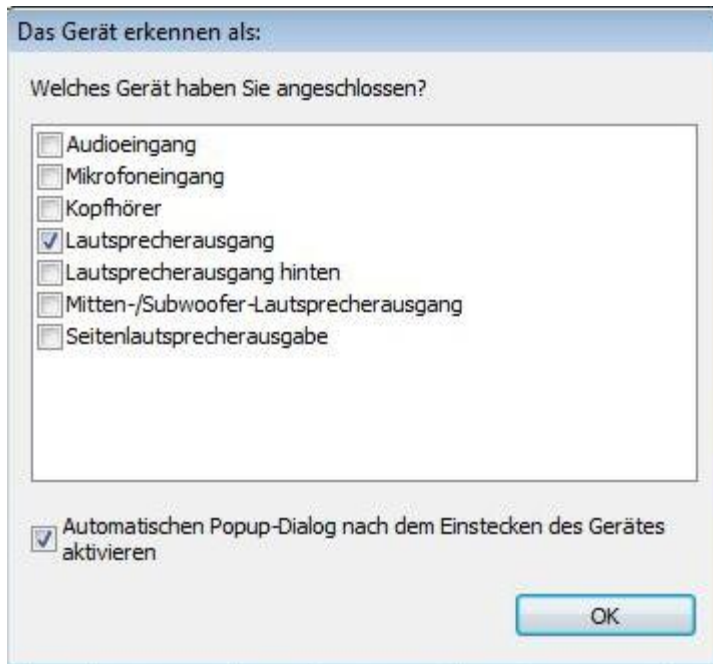 Das Gerät erkennen als:
Welches Gerät haben Sie angeschlossen?
Audioeingang
Mikrofoneingang
Kopfhörer
Lautsprecherausgang
Lautsprecherausgang hinten
Mitten-/Subwoofer-Lautsprecherausgang
Seitenlautsprecherausgabe
Automatischen Popup-Dialog nach dem Einstecken des Gerätes
aktivieren
OK